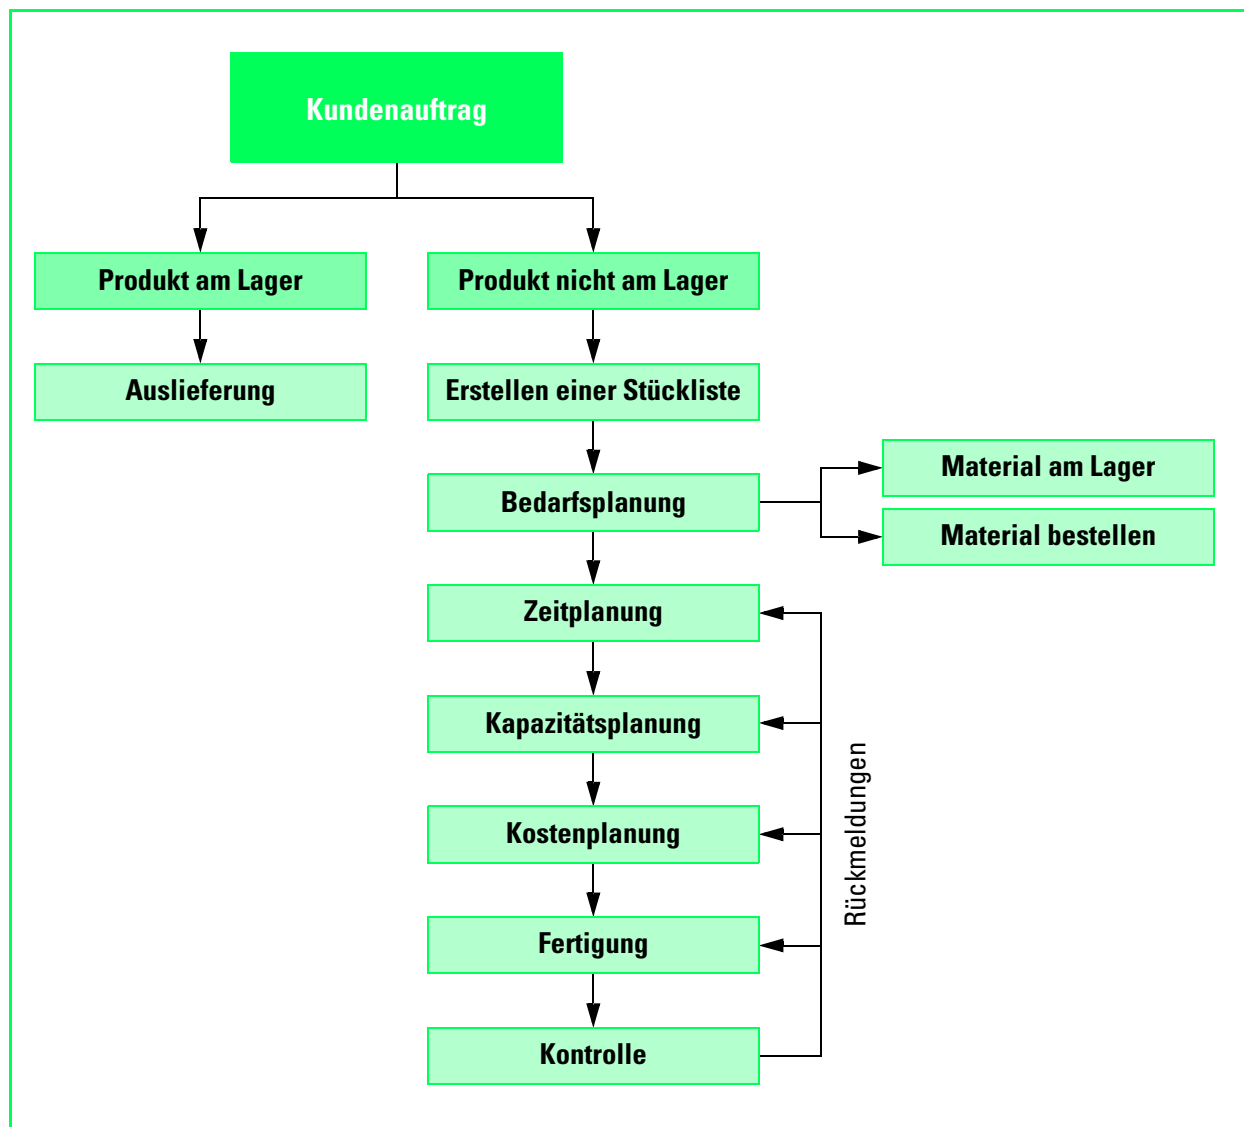 Kundenauftrag
Produkt am Lager
Produkt nicht am Lager
Auslieferung
Erstellen einer Stückliste
Material am Lager
Bedarfsplanung
Material bestellen
Zeitplanung
Kapazitätsplanung
Kostenplanung
Rückmeldungen
Fertigung
Kontrolle